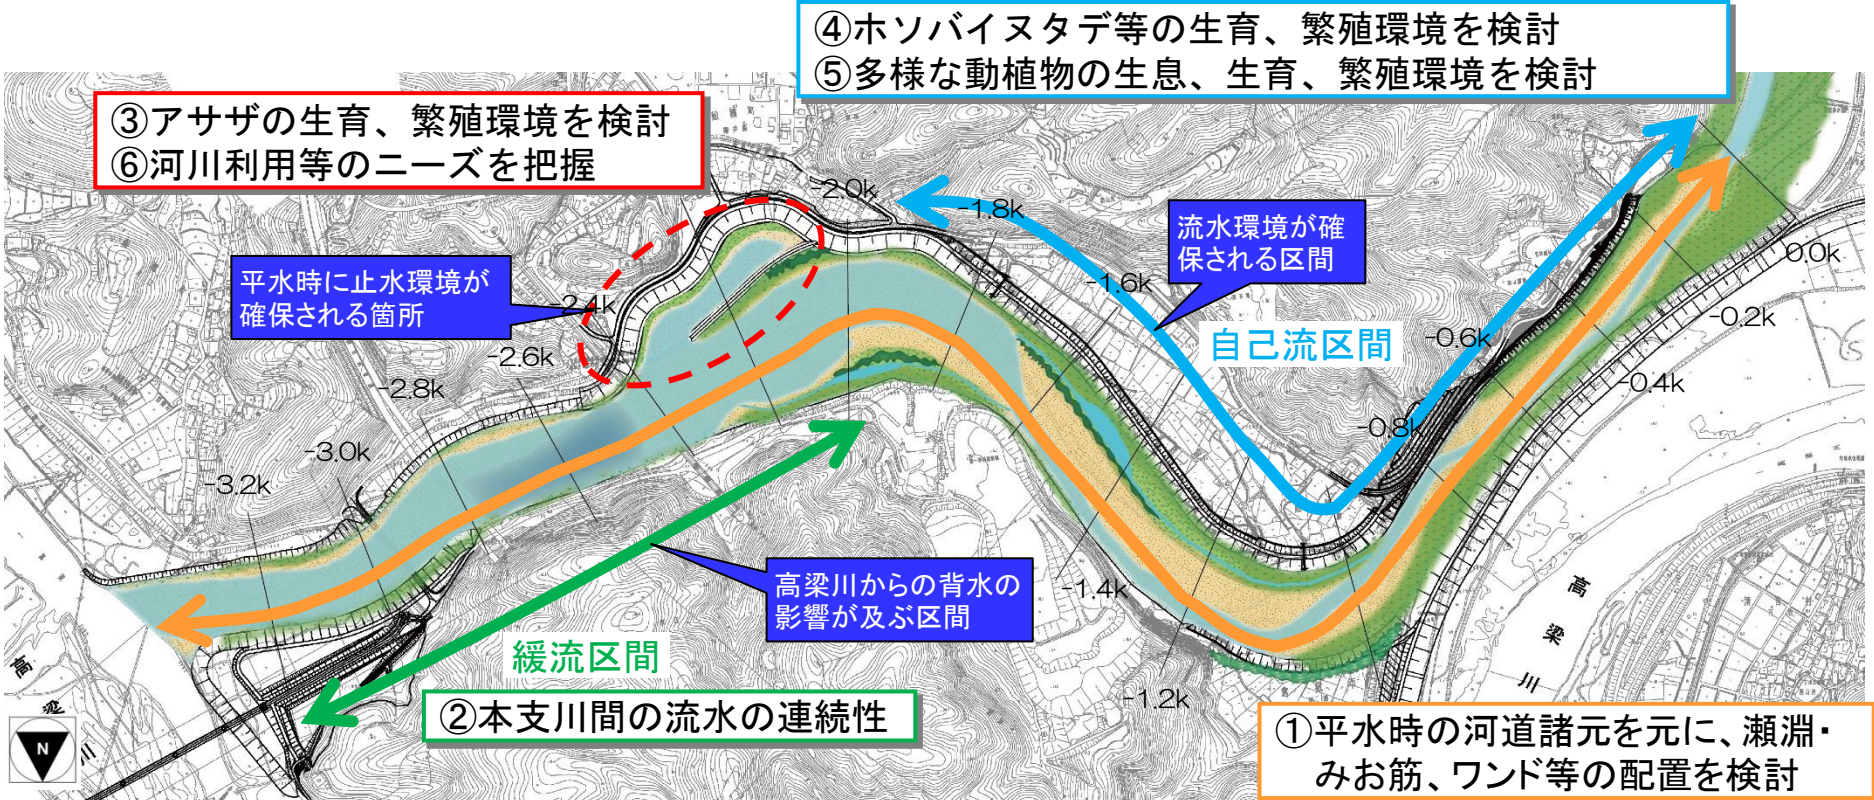 ④ホソバイヌタデ等の生育、繁殖環境を検討
⑤多様な動植物の生息、生育、繁殖環境を検討
③アサザの生育、繁殖環境を検討
⑥河川利用等のニーズを把握
-2.0k
-1.8k
流水環境が確
保される区間
0.0k
平水時に止水環境が
確保される箇所
-2.4k
-1.6k
-0.2k
自己流区間
-0.6k
-2.6k
-2.8k
-0.4k
-0.8k
-3.0k
-3.2k
高梁川からの背水の
影響が及ぶ区間
-1.4k
高
梁
川
緩流区間
高
梁
川
-1.2k
②本支川間の流水の連続性
①平水時の河道諸元を元に、瀬淵・
みお筋、ワンド等の配置を検討
N